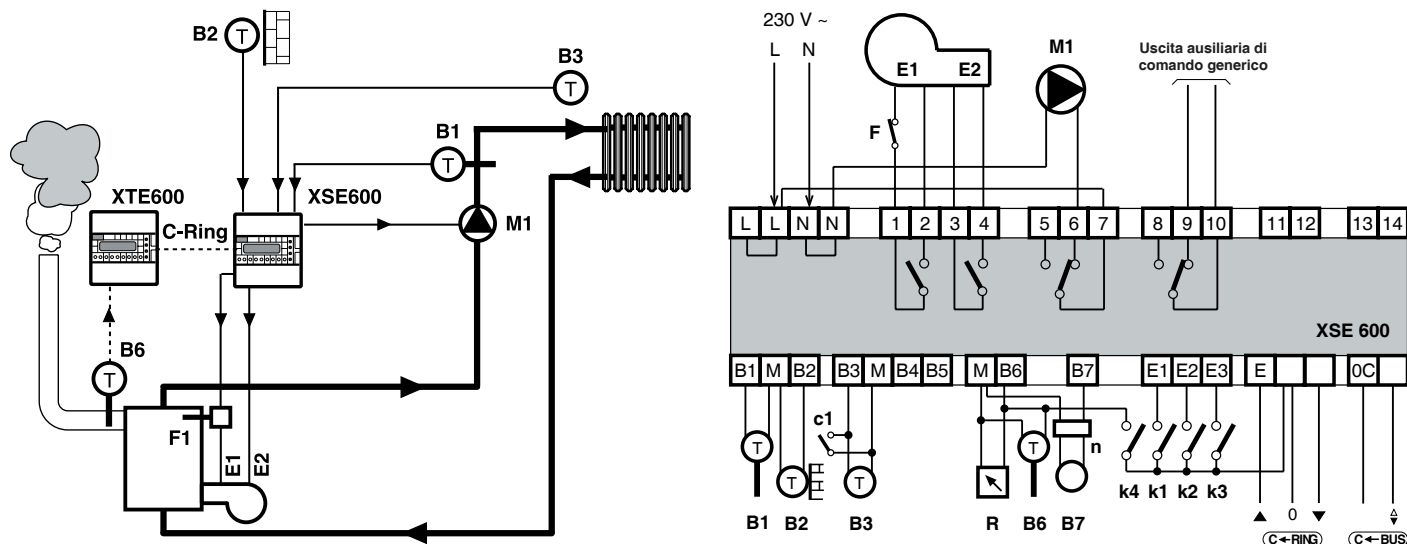 B2
T
B3
T
B1
T
XTE600
XSE600
C-Ring
M1
B6
T
F1
E1
E2
230 V ~
L N
E1 E2
M1
Uscita ausiliaria di
comando generico
F
L L N N 1 2 3 4 5 6 7 8 9 10 11 12 13 14
XSE 600
B1 M B2 B3 M B4 B5 M B6 B7 E1 E2 E3 E 0C
c1
T
T
T
T
n
k4 k1 k2 k3
B1 B2 B3 R B6 B7
0
C RING
C BUS